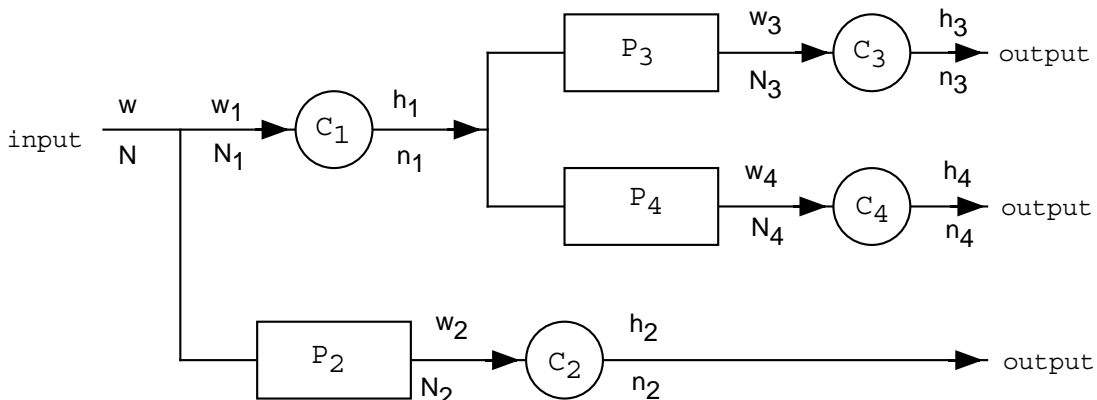 w₃
h₃
P₃
C₃
output
N₃
n₃
w
w₁
h₁
input
C₁
N
N₁
n₁
w₄
h₄
P₄
C₄
output
N₄
n₄
w₂
h₂
P₂
C₂
output
N₂
n₂